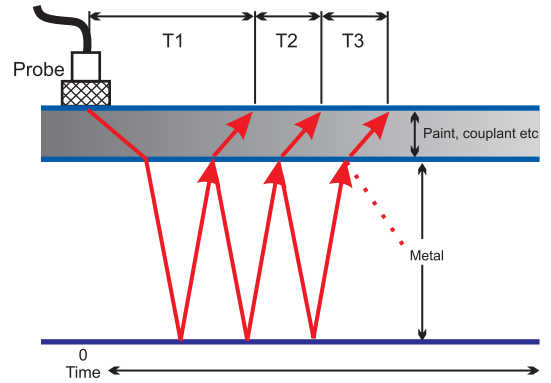 T1
T2
T3
Probe
Paint, couplant etc
Metal
0
Time